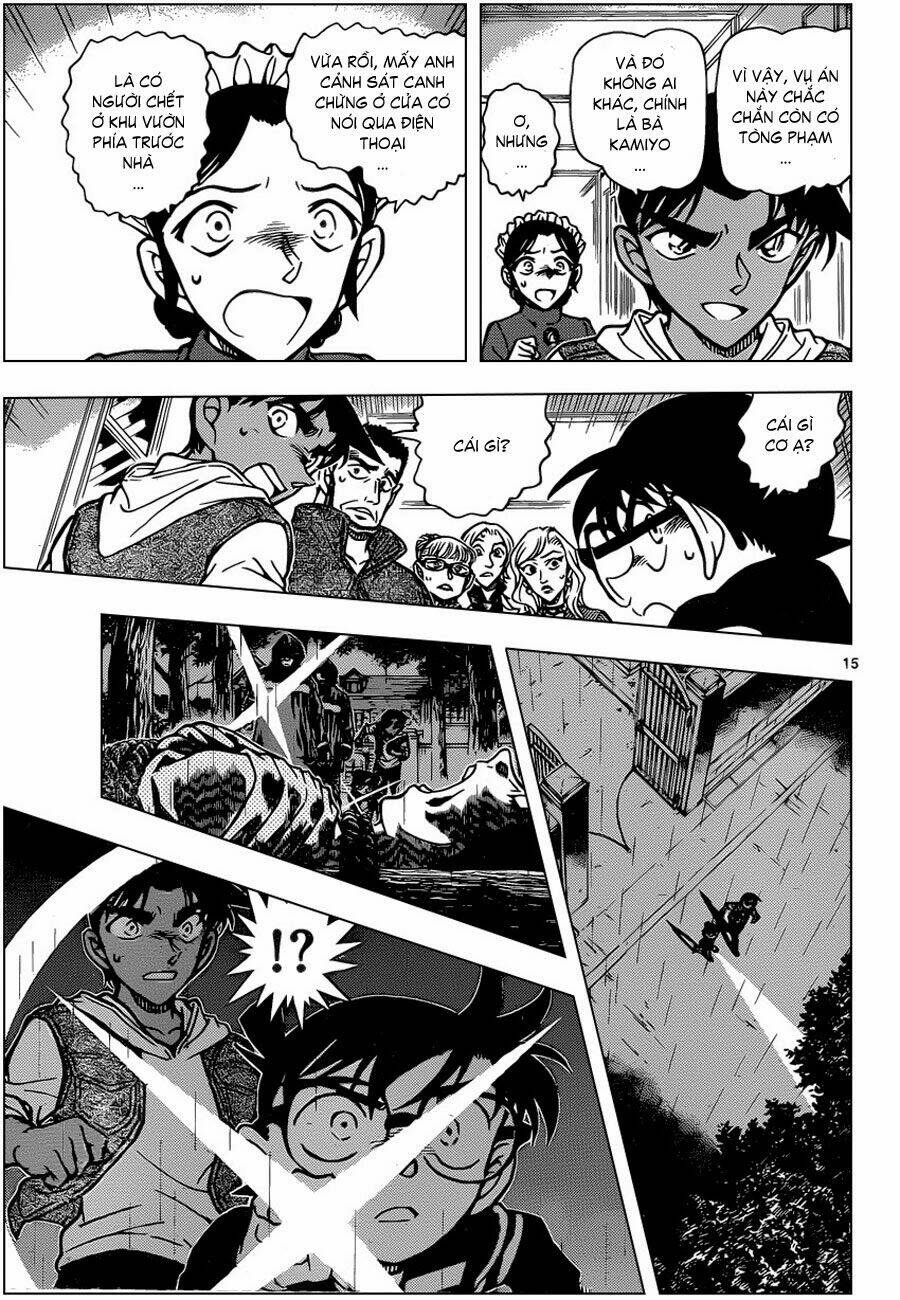 VÌ VẬY, VỤ ÁN
NÀY CHẮC
CHẮN CÒN CÓ
TÒNG PHẠM
...
VÀ ĐÓ
KHÔNG AI
KHÁC, CHÍNH
LÀ BÀ
KAMIYO
...
Ơ,
NHƯNG
...
VỪA RỒI, MẤY ANH
CẢNH SÁT CANH
CHỪNG Ở CỬA CÓ
NÓI QUA ĐIỆN
THOẠI
...
LÀ CÓ
NGƯỜI CHẾT
Ở KHU VƯỜN
PHÍA TRƯỚC
NHÀ
...
CÁI GÌ
CƠ Ạ?
CÁI GÌ?
15
!?